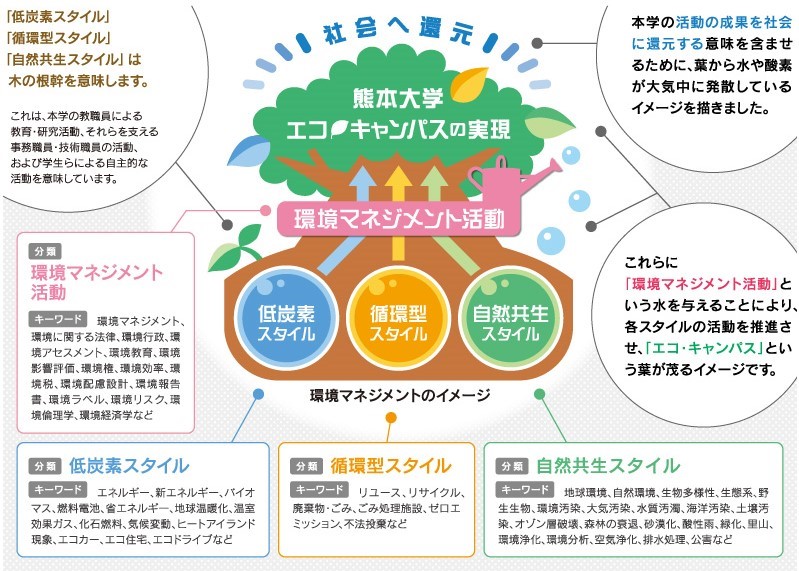 「低炭素スタイル」
「循環型スタイル」
「自然共生スタイル」は
木の根幹を意味します。
これは、本学の教職員による
教育・研究活動、それらを支える
事務職員・技術職員の活動、
および学生らによる自主的な
活動を意味しています。
社会へ還元
熊本大学
エコ・キャンパスの実現
本学の活動の成果を社会
に還元する意味を含ませ
るために、葉から水や酸素
が大気中に発散している
イメージを描きました。
環境マネジメント活動
低炭素
スタイル
循環型
スタイル
自然共生
スタイル
環境マネジメントのイメージ
これらに
「環境マネジメント活動」と
いう水を与えることにより、
各スタイルの活動を推進さ
せ、「エコ・キャンパス」とい
う葉が茂るイメージです。
分類
環境マネジメント
活動
キーワード 環境マネジメント、
環境に関する法律、環境行政、環
境アセスメント、環境教育、環境
影響評価、環境権、環境効率、環
境税、環境配慮設計、環境報告
書、環境ラベル、環境リスク、環
境倫理学、環境経済学など
分類 低炭素スタイル
キーワード エネルギー、新エネルギー、バイオ
マス、燃料電池、省エネルギー、地球温暖化、温室
効果ガス、化石燃料、気候変動、ヒートアイランド
現象、エコカー、エコ住宅、エコドライブなど
分類 循環型スタイル
キーワード リユース、リサイクル、
廃棄物・ごみ、ごみ処理施設、ゼロエ
ミッション、不法投棄など
分類 自然共生スタイル
キーワード 地球環境、自然環境、生物多様性、生態系、野
生生物、環境汚染、大気汚染、水質汚濁、海洋汚染、土壌汚
染、オゾン層破壊、森林の衰退、砂漠化、酸性雨、緑化、里山、
環境浄化、環境分析、空気浄化、排水処理、公害など